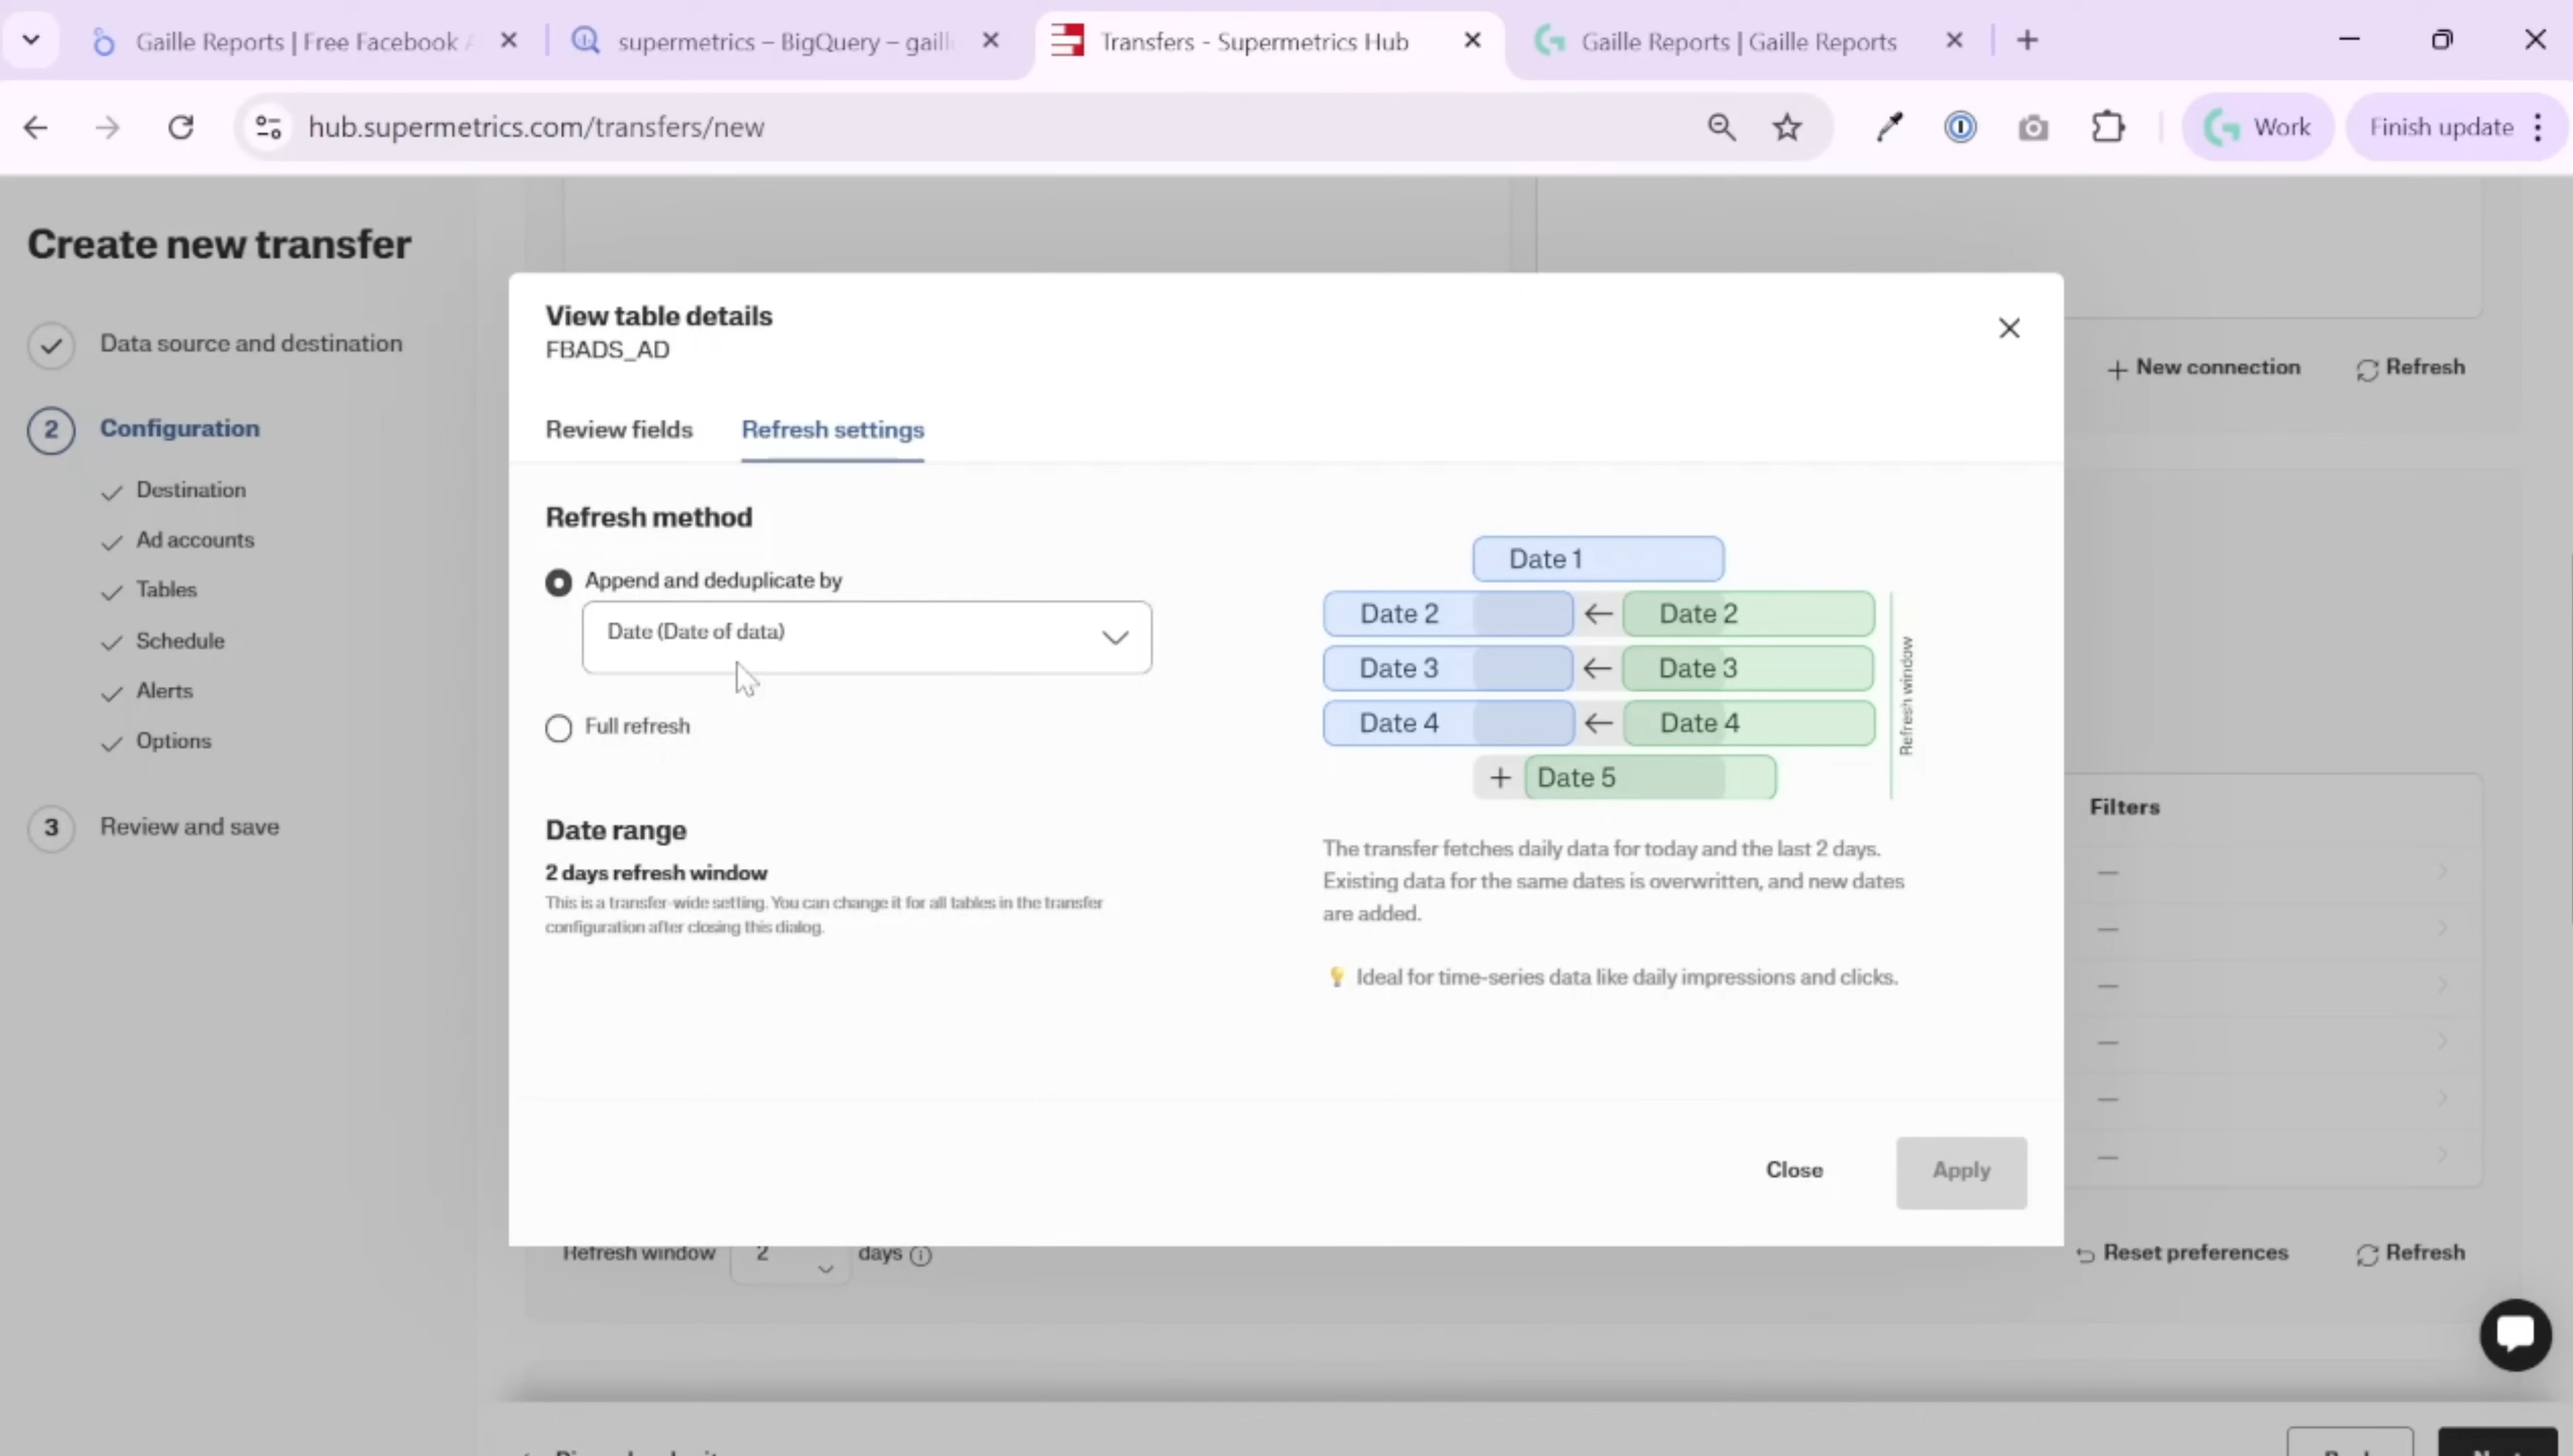 Gaille Reports | Free Facebook A
supermetrics – BigQuery – gaill
Transfers - Supermetrics Hub
Gaille Reports | Gaille Reports
hub.supermetrics.com/transfers/new
Work
Finish update
Create new transfer
Data source and destination
2
Configuration
Destination
Ad accounts
Tables
Schedule
Alerts
Options
3
Review and save
View table details
FBADS_AD
Review fields
Refresh settings
Refresh method
Append and deduplicate by
Date (Date of data)
Full refresh
Date range
2 days refresh window
This is a transfer-wide setting. You can change it for all tables in the transfer
configuration after closing this dialog.
Date 1
Date 2
Date 2
Date 3
Date 3
Date 4
Date 4
+ Date 5
Refresh window
The transfer fetches daily data for today and the last 2 days.
Existing data for the same dates is overwritten, and new dates
are added.
💡 Ideal for time-series data like daily impressions and clicks.
Close
Apply
+ New connection
Refresh
Filters
—
—
—
—
—
—
Refresh window
2
days
Reset preferences
Refresh